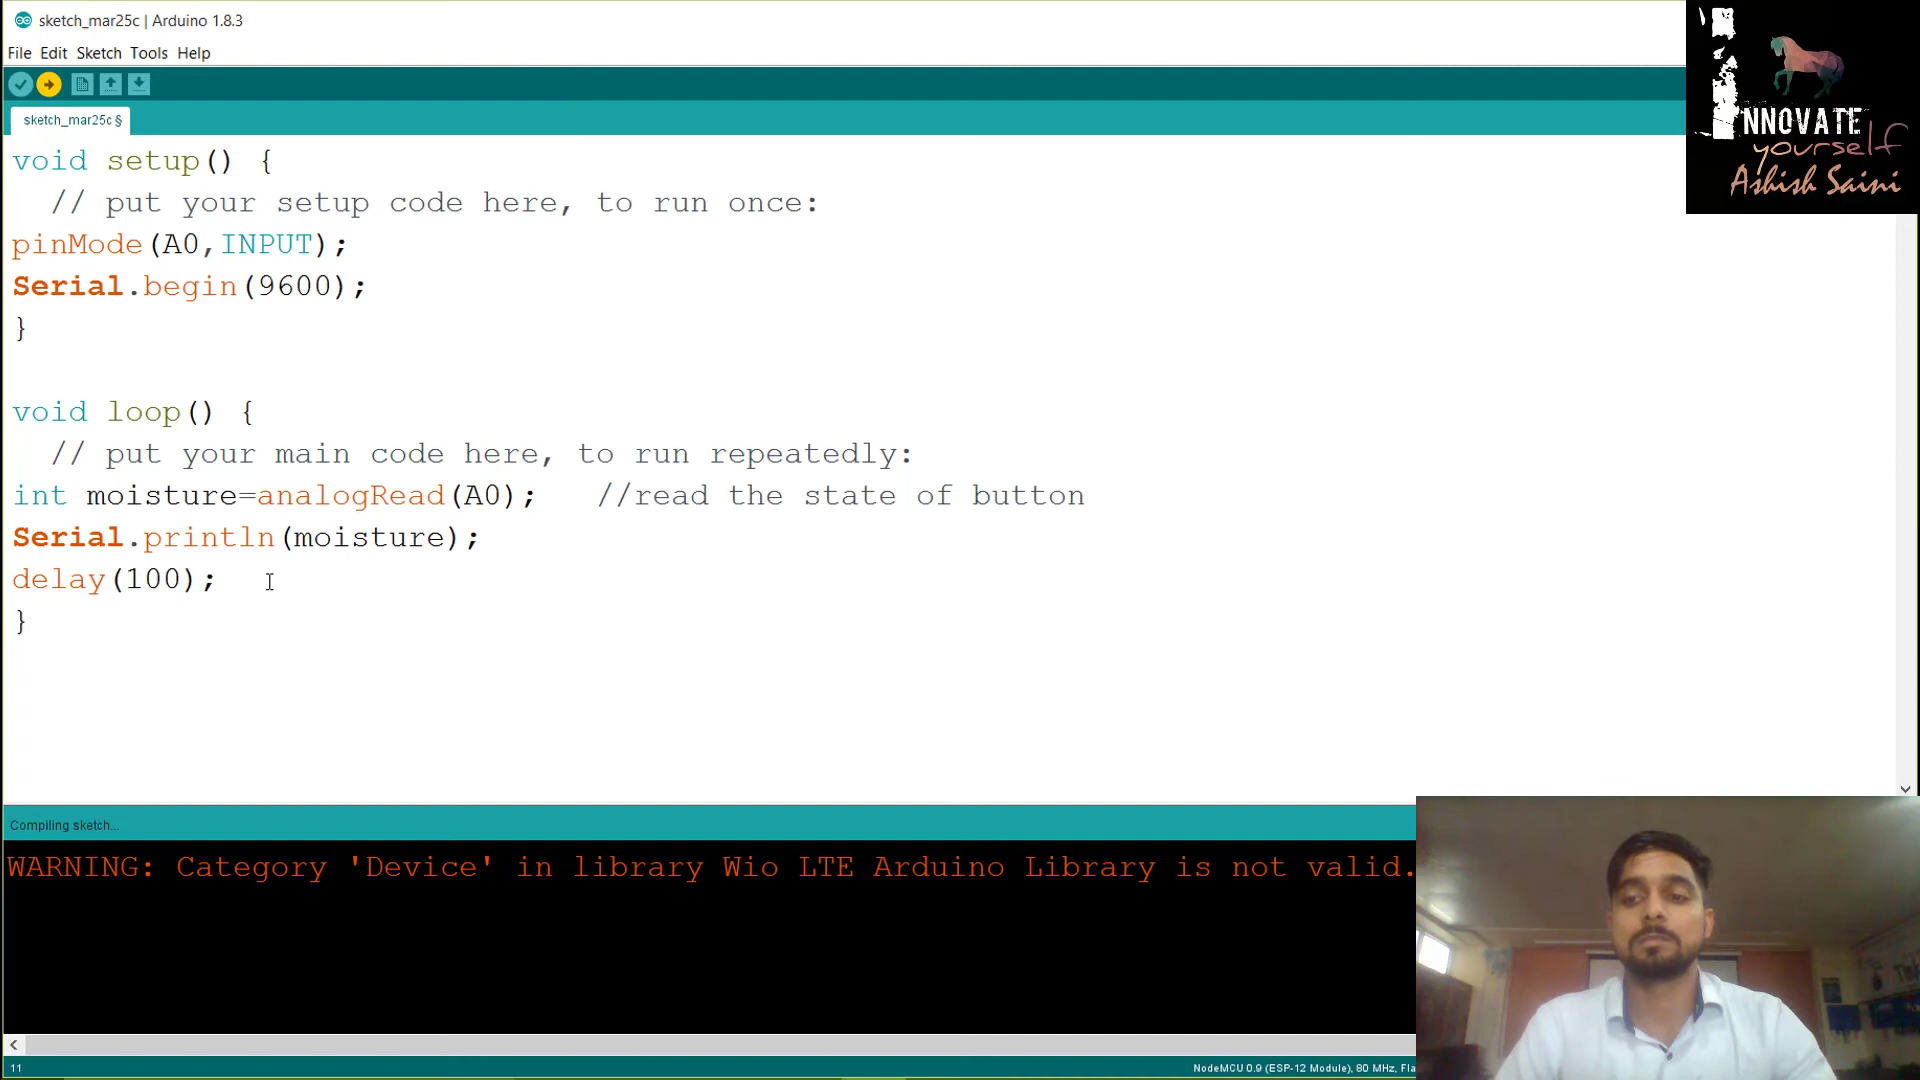 sketch_mar25c | Arduino 1.8.3
File Edit Sketch Tools Help
sketch_mar25c §
void setup() {
// put your setup code here, to run once:
pinMode(A0,INPUT);
Serial.begin(9600);
}
void loop() {
// put your main code here, to run repeatedly:
int moisture=analogRead(A0);   //read the state of button
Serial.println(moisture);
delay(100);
}
Compiling sketch...
WARNING: Category 'Device' in library Wio LTE Arduino Library is not valid.
11
NodeMCU 0.9 (ESP-12 Module), 80 MHz, Fla
INNOVATE
yourself
Ashish Saini